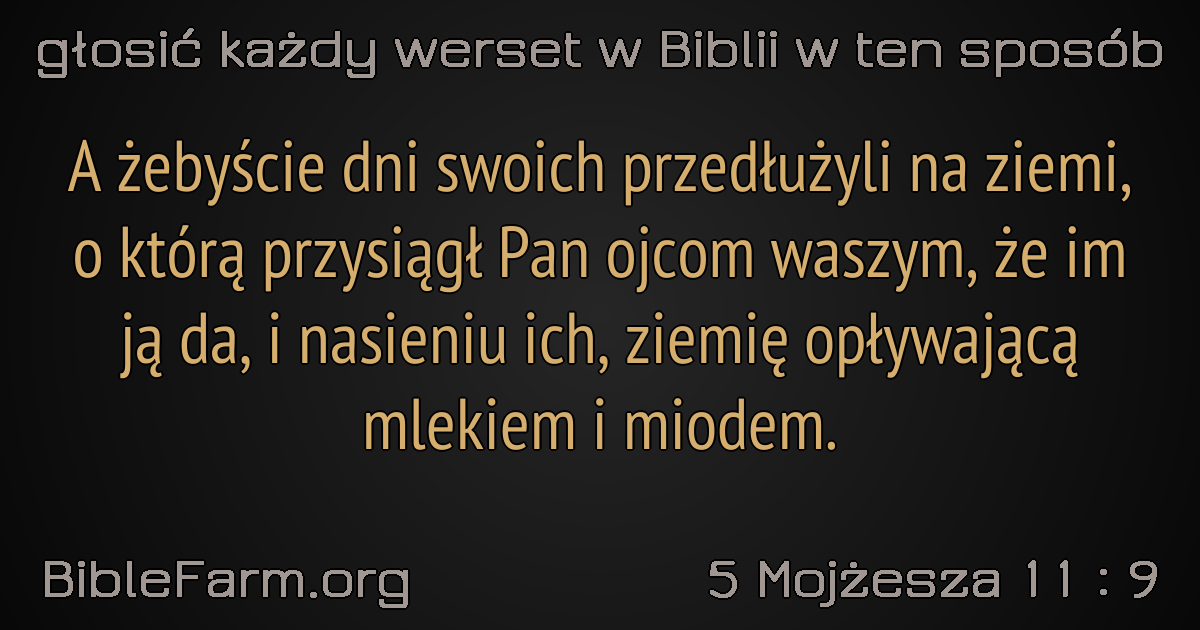 głosić każdy werset w Biblii w ten sposób
A żebyście dni swoich przedłużyli na ziemi,
o którą przysiągł Pan ojcom waszym, że im
ją da, i nasieniu ich, ziemię opływającą
mlekiem i miodem.
BibleFarm.org
5 Mojżesza 11 : 9